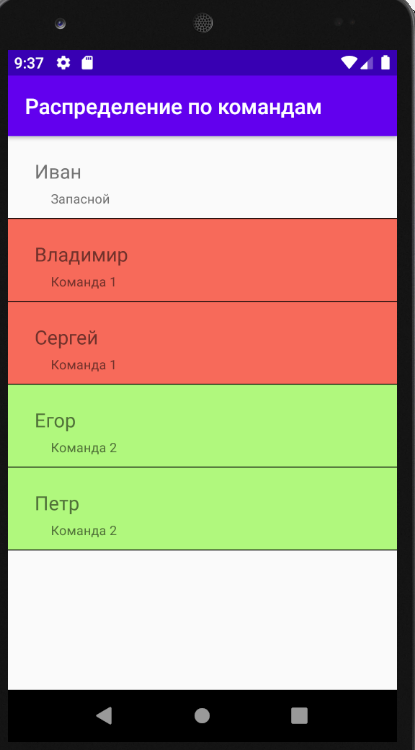 9:37
Распределение по командам
Иван
Запасной
Владимир
Команда 1
Сергей
Команда 1
Егор
Команда 2
Петр
Команда 2